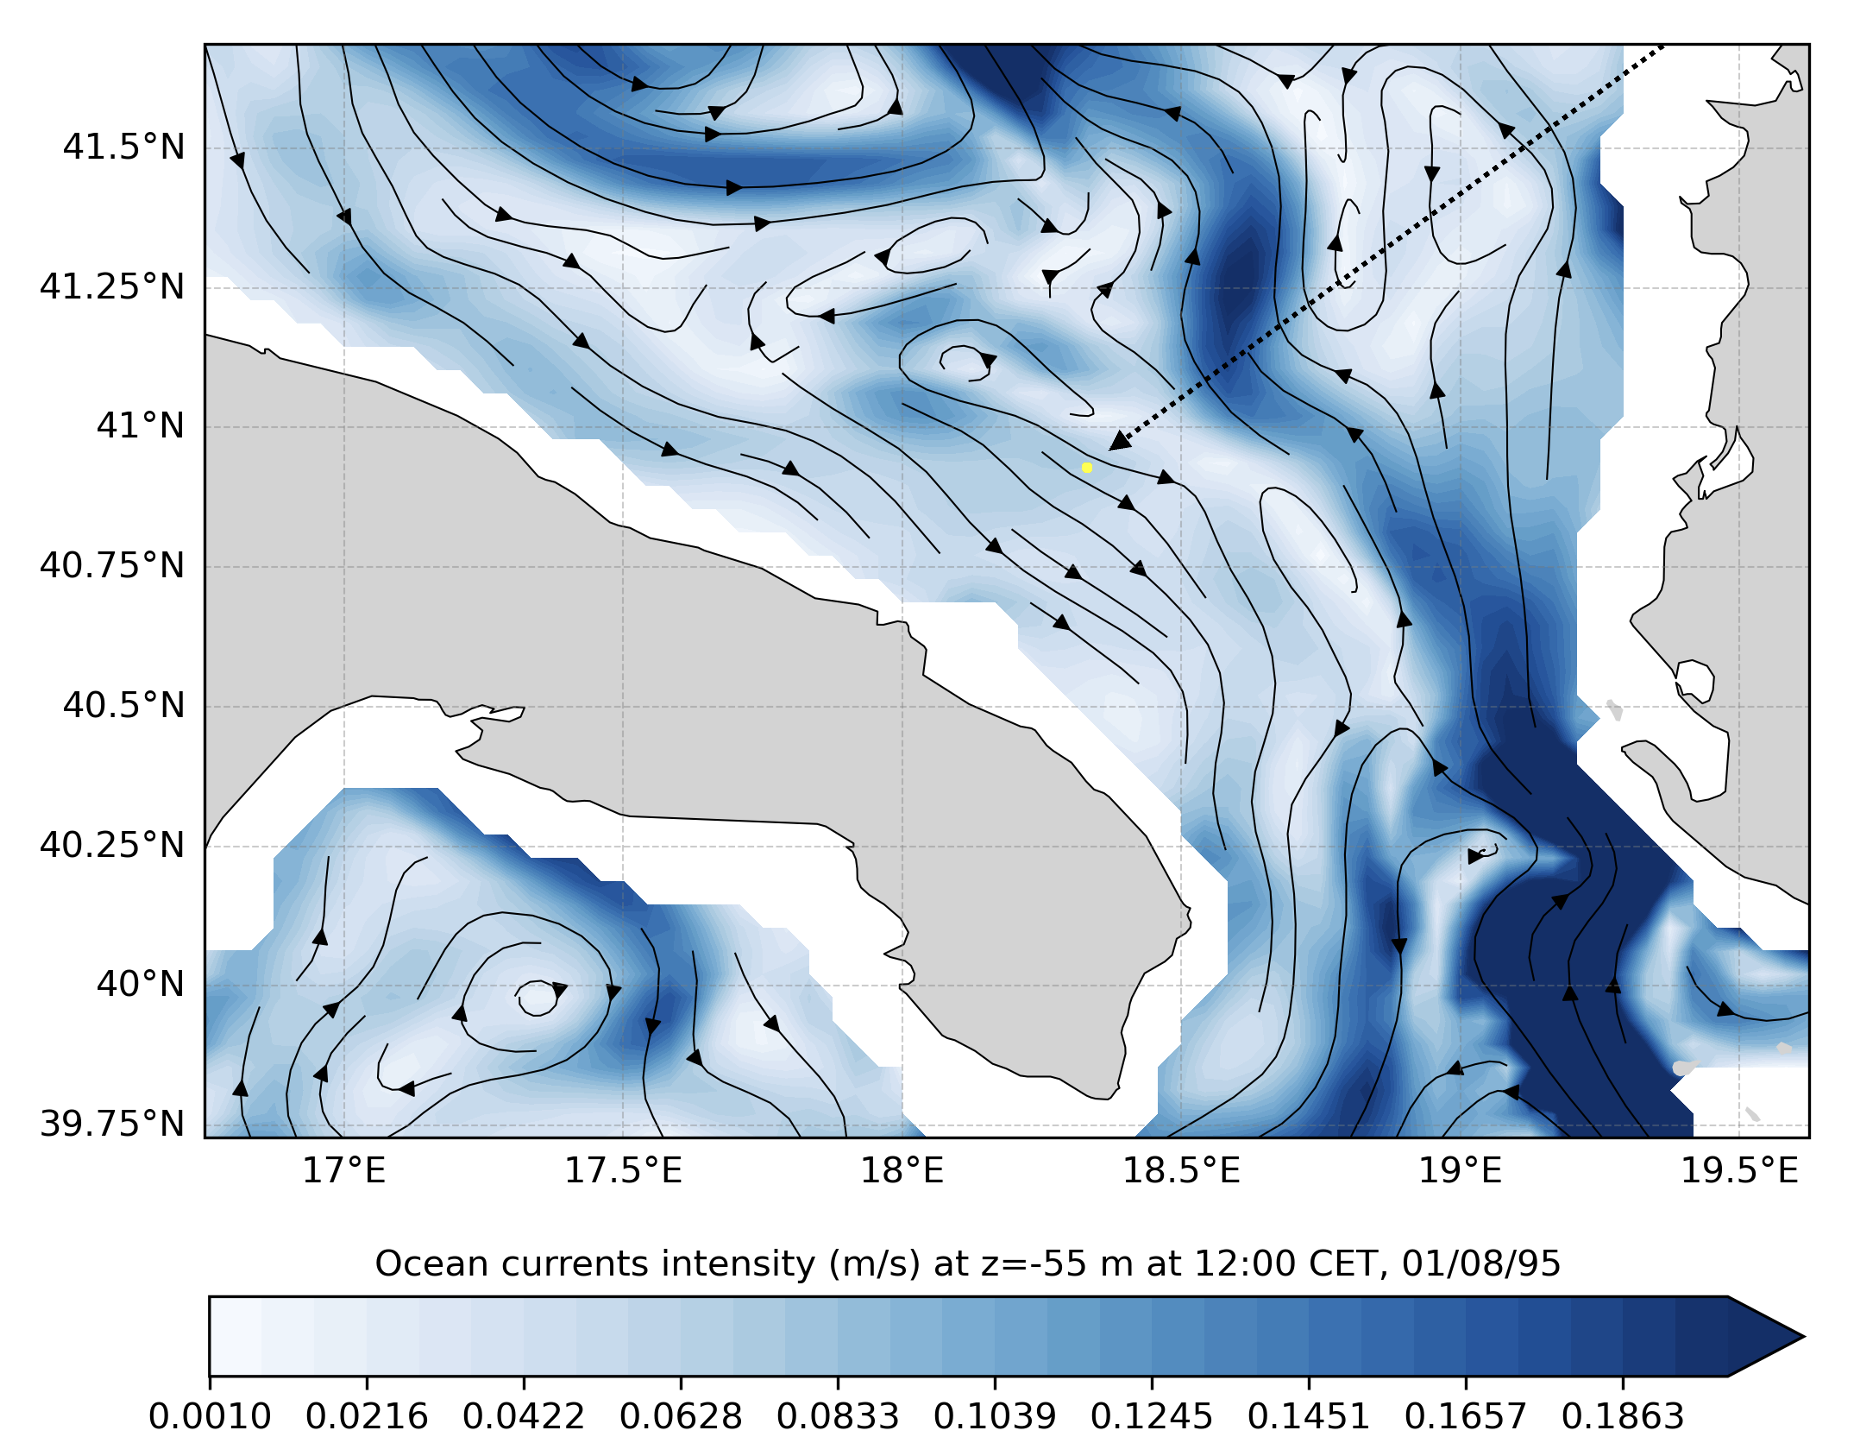 41.5°N
41.25°N
41°N
40.75°N
40.5°N
40.25°N
40°N
39.75°N
17°E 17.5°E 18°E 18.5°E 19°E 19.5°E
Ocean currents intensity (m/s) at z=-55 m at 12:00 CET, 01/08/95
0.0010 0.0216 0.0422 0.0628 0.0833 0.1039 0.1245 0.1451 0.1657 0.1863